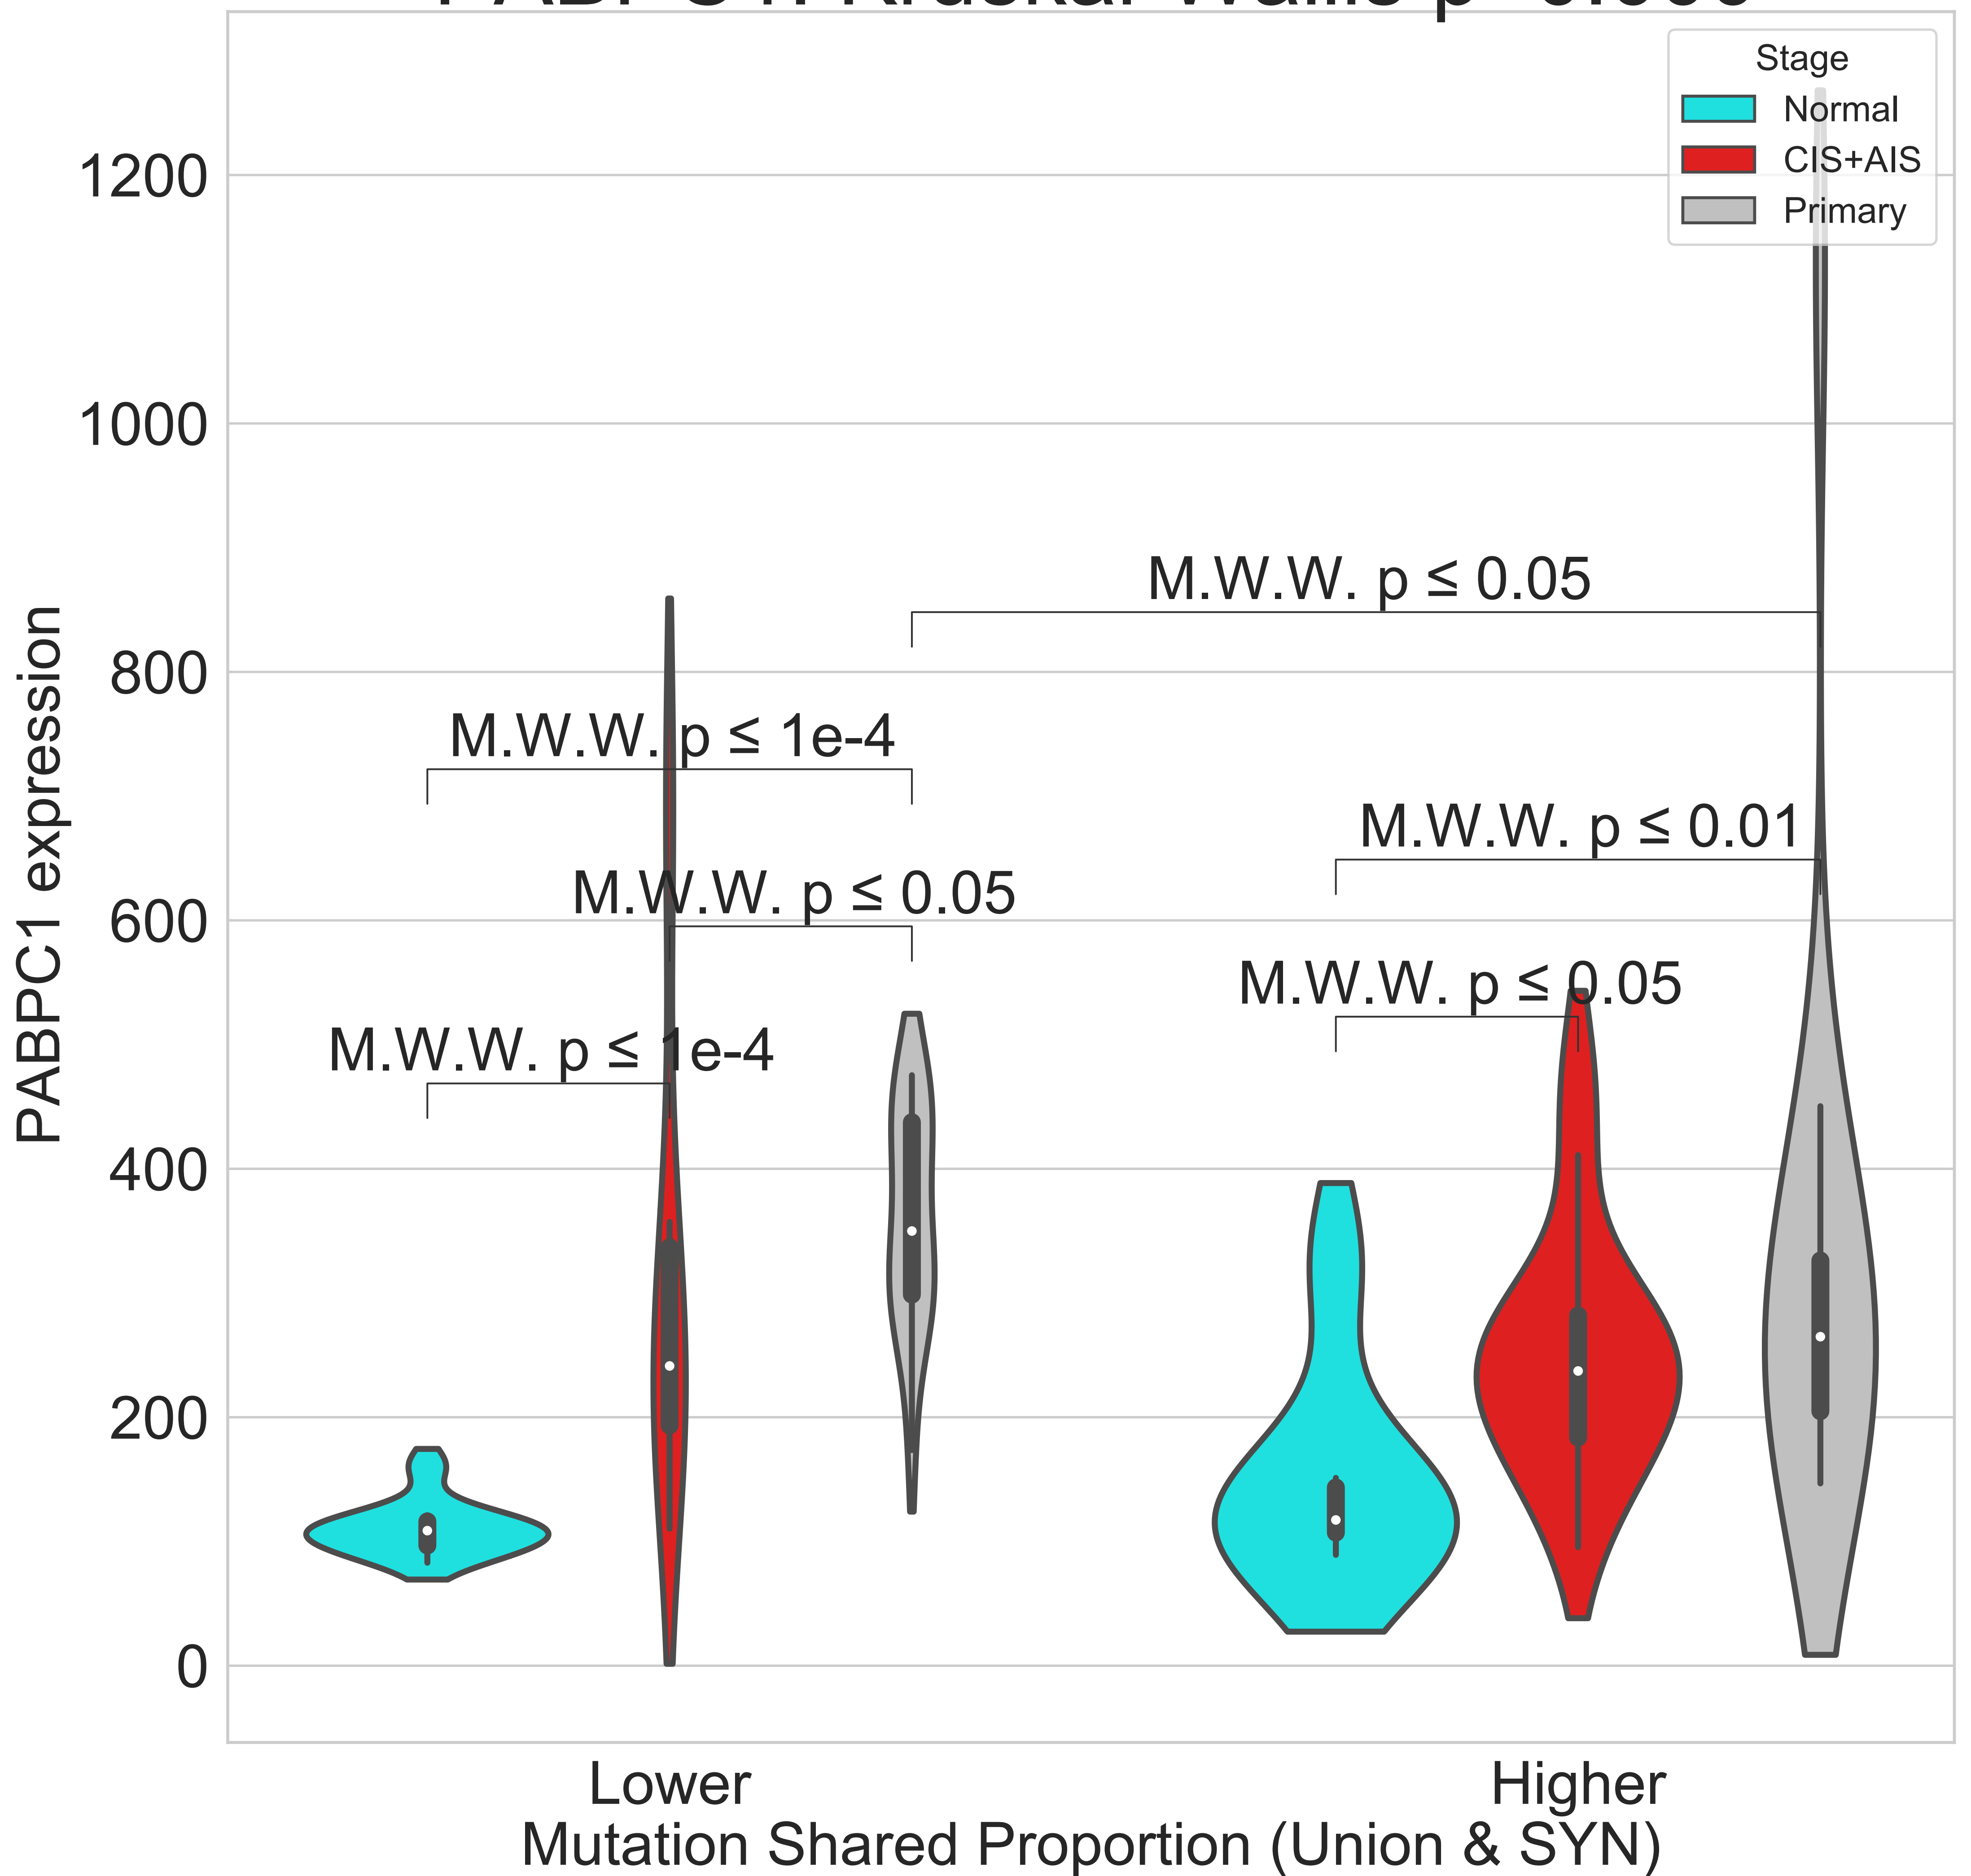 Stage
Normal
CIS+AIS
Primary
1200
1000
800
600
400
200
0
PABPC1 expression
M.W.W. p ≤ 0.05
M.W.W. p ≤ 1e-4
M.W.W. p ≤ 0.01
M.W.W. p ≤ 0.05
M.W.W. p ≤ 0.05
M.W.W. p ≤ 1e-4
Lower
Higher
Mutation Shared Proportion (Union & SYN)